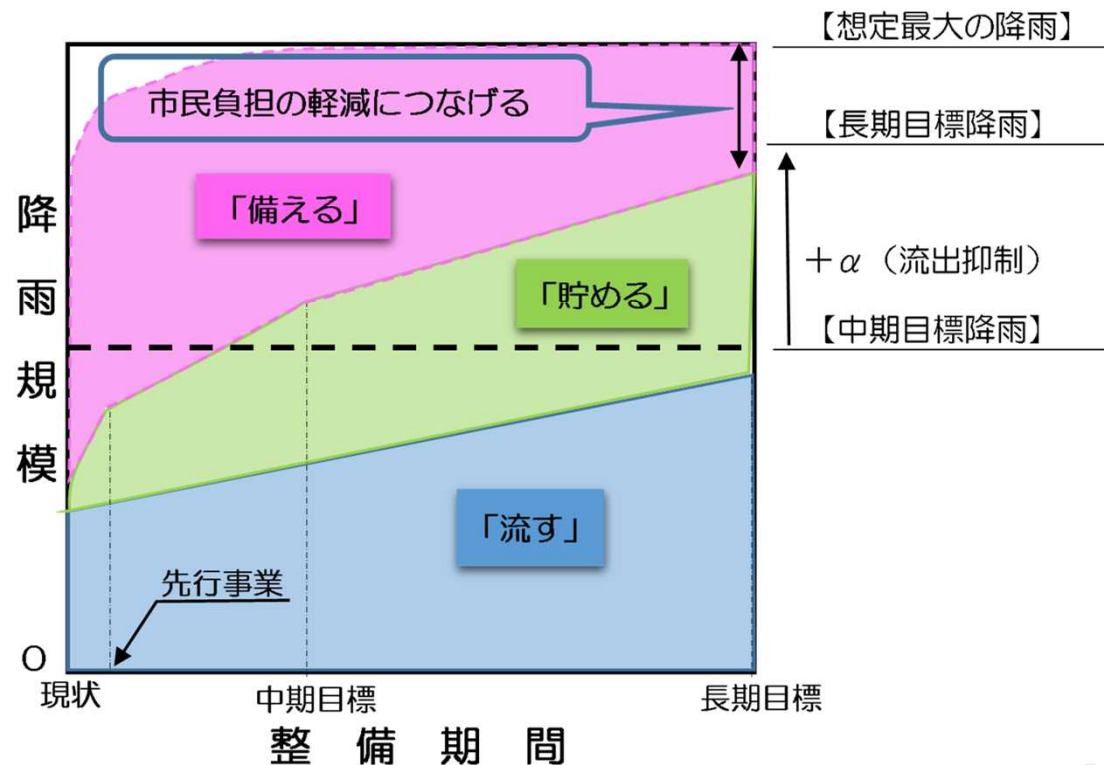 【想定最大の降雨】
市民負担の軽減につなげる
【長期目標降雨】
「備える」
降雨規模
＋α（流出抑制）
「貯める」
【中期目標降雨】
「流す」
先行事業
0
現状
中期目標
長期目標
整備期間